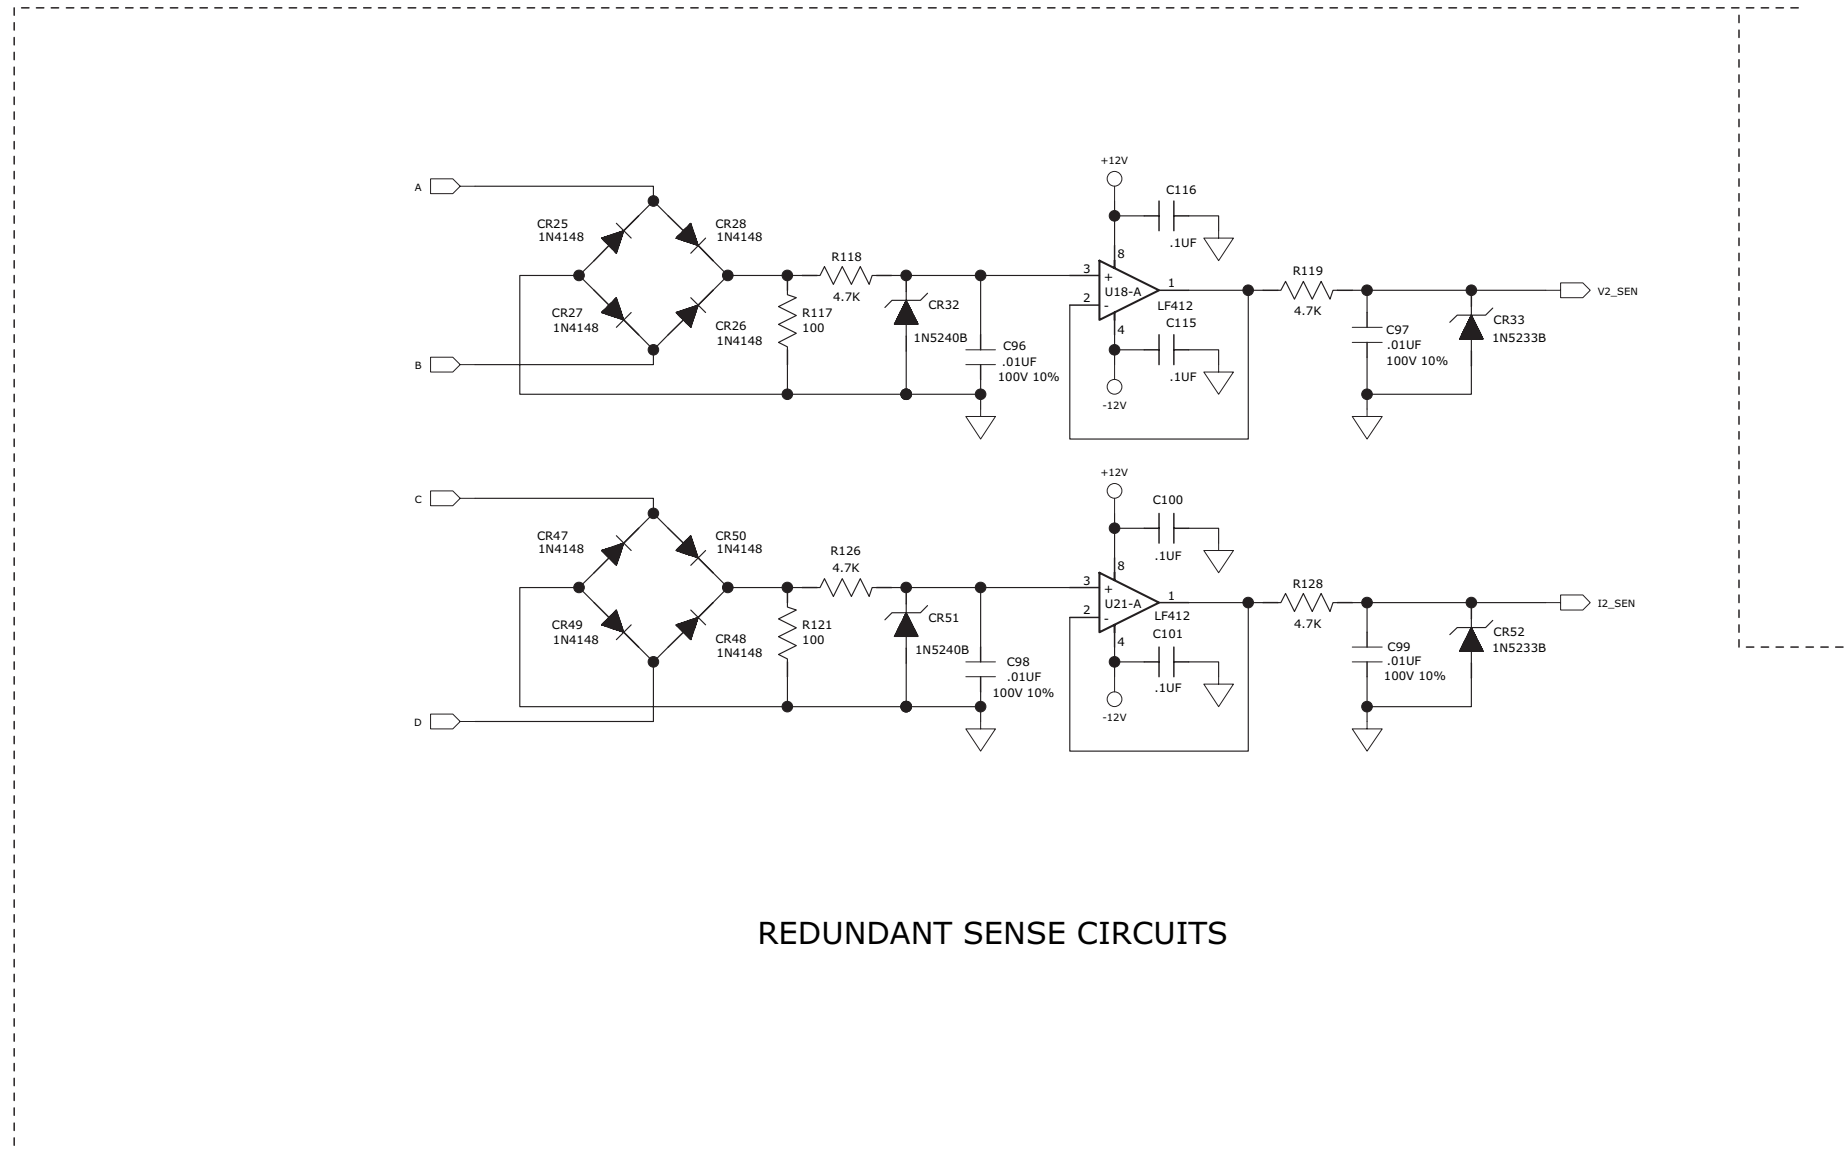 +12V
C116
.1UF
A
CR25
1N4148
CR28
1N4148
8
R118
4.7K
3
+
U18-A
1
2
-
LF412
R119
4.7K
V2_SEN
CR27
1N4148
CR26
1N4148
R117
100
CR32
1N5240B
C96
.01UF
100V 10%
4
C115
.1UF
-12V
C97
.01UF
100V 10%
CR33
1N5233B
B
+12V
C100
.1UF
C
CR47
1N4148
CR50
1N4148
8
R126
4.7K
3
+
U21-A
1
2
-
LF412
R128
4.7K
I2_SEN
CR49
1N4148
CR48
1N4148
R121
100
CR51
1N5240B
C98
.01UF
100V 10%
4
C101
.1UF
-12V
C99
.01UF
100V 10%
CR52
1N5233B
D
REDUNDANT SENSE CIRCUITS